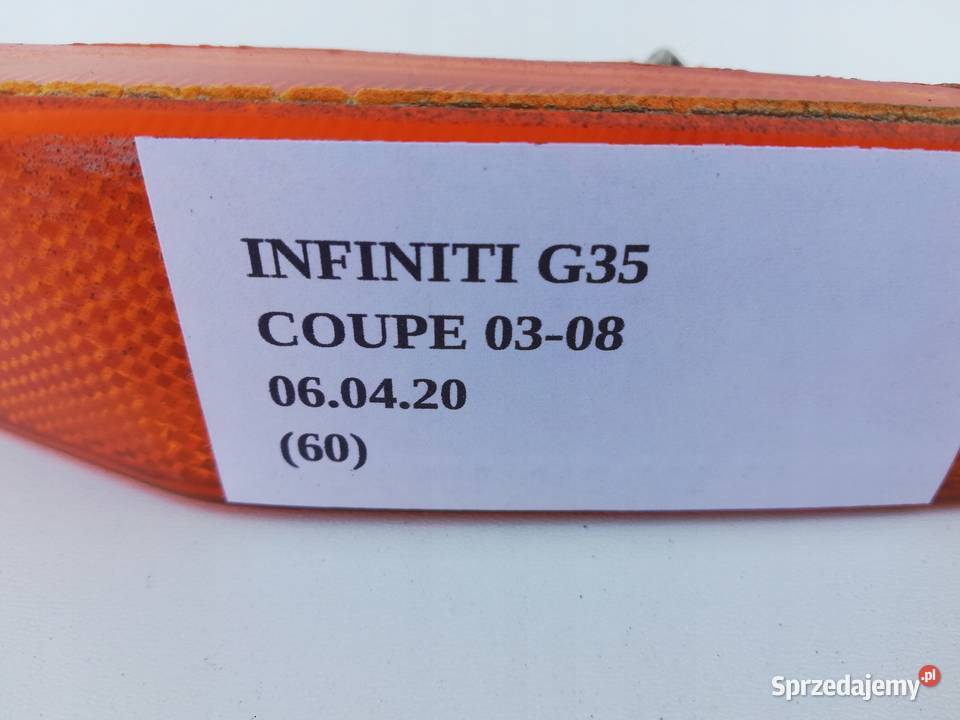 INFINITI G35
COUPE 03-08
06.04.20
(60)
Sprzedajemy.pl